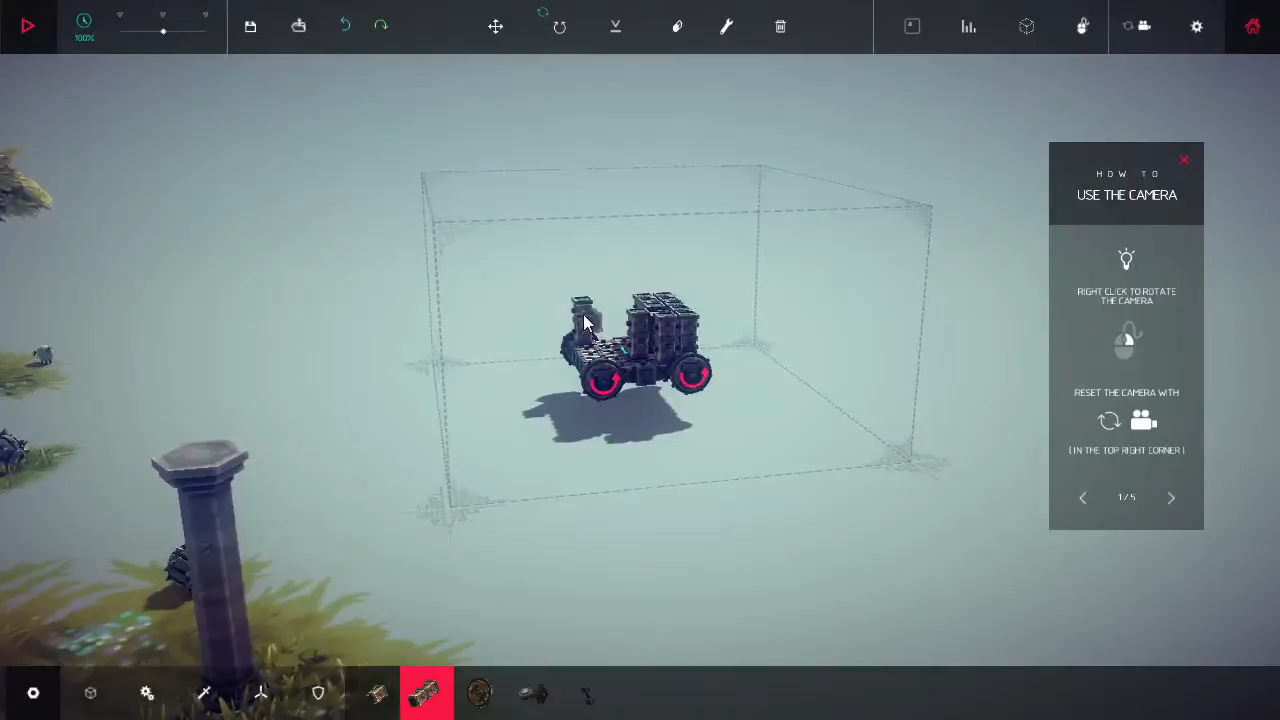 100%
HOW TO
USE THE CAMERA
RIGHT CLICK TO ROTATE
THE CAMERA
RESET THE CAMERA WITH
( IN THE TOP RIGHT CORNER )
1/5